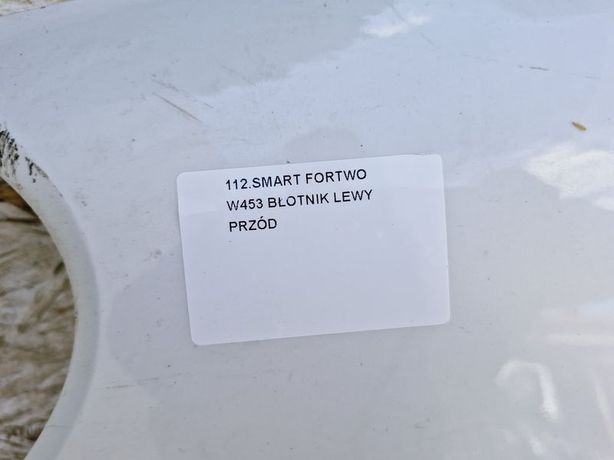 112.SMART FORTWO
W453 BŁOTNIK LEWY
PRZÓD